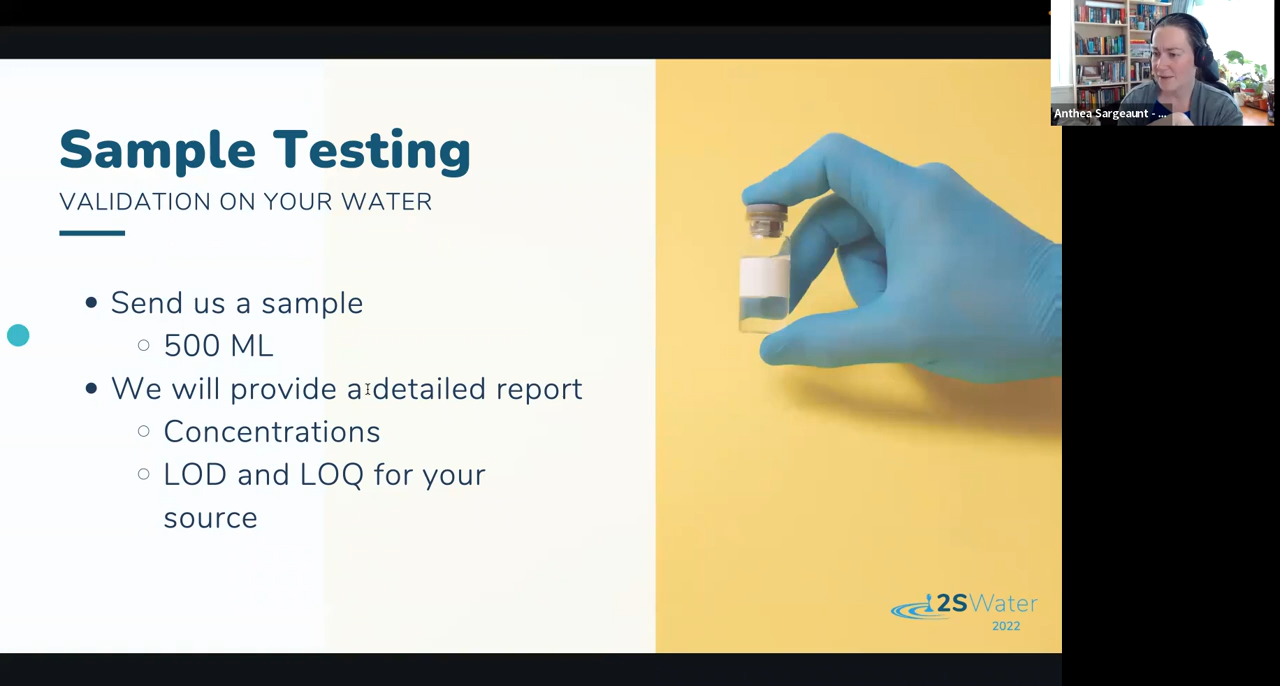 Sample Testing
VALIDATION ON YOUR WATER
Send us a sample
500 ML
We will provide a detailed report
Concentrations
LOD and LOQ for your
source
2SWater
2022
Anthea Sargeaunt - ...